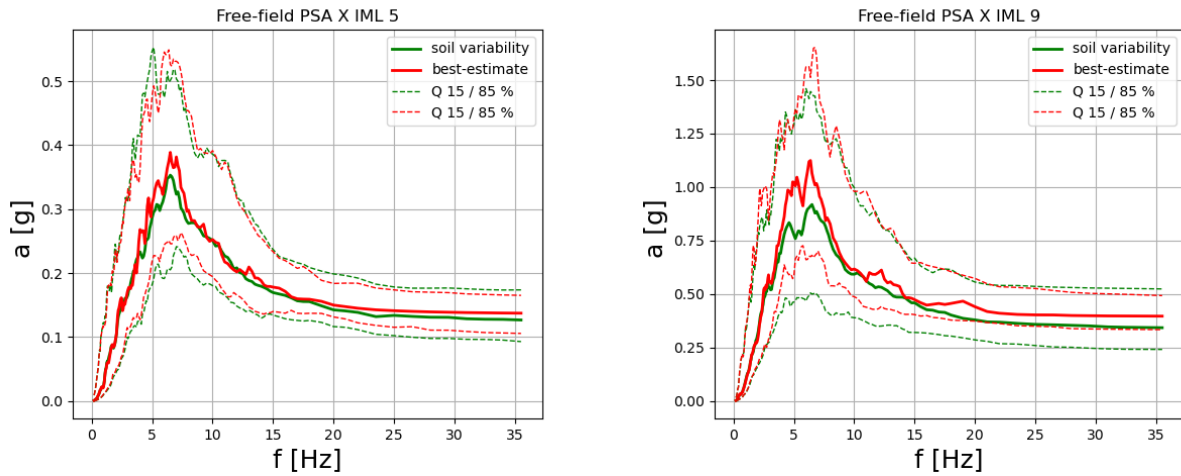 Free-field PSA X IML 5
a [g]
0.5
0.4
0.3
0.2
0.1
0.0
soil variability
best-estimate
Q 15 / 85 %
Q 15 / 85 %
0 5 10 15 20 25 30 35
f [Hz]
Free-field PSA X IML 9
a [g]
1.50
1.25
1.00
0.75
0.50
0.25
0.00
soil variability
best-estimate
Q 15 / 85 %
Q 15 / 85 %
0 5 10 15 20 25 30 35
f [Hz]